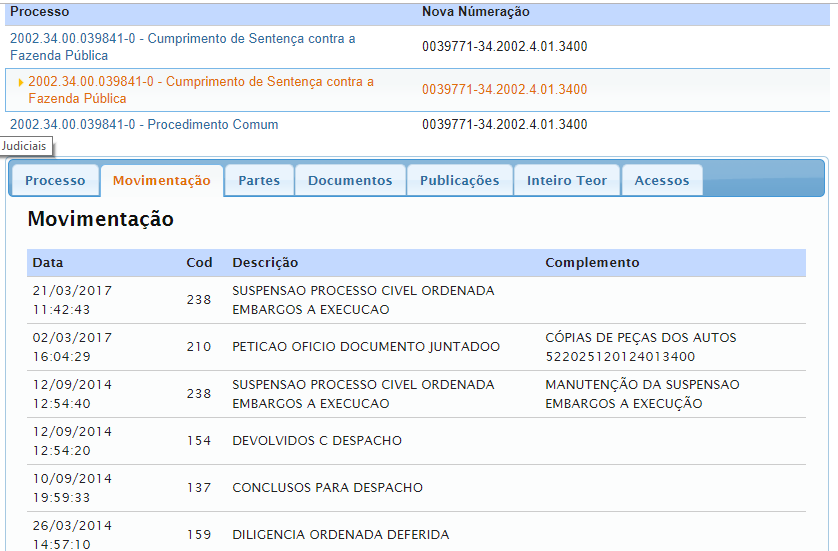 Processo Nova Númeração
2002.34.00.039841-0 - Cumprimento de Sentença contra a
Fazenda Pública
0039771-34.2002.4.01.3400
2002.34.00.039841-0 - Cumprimento de Sentença contra a
Fazenda Pública
0039771-34.2002.4.01.3400
2002.34.00.039841-0 - Procedimento Comum 0039771-34.2002.4.01.3400
Judiciais
Processo Movimentação Partes Documentos Publicações Inteiro Teor Acessos
Movimentação
Data Cod Descrição Complemento
21/03/2017
11:42:43
238
SUSPENSAO PROCESSO CIVEL ORDENADA
EMBARGOS A EXECUCAO
02/03/2017
16:04:29
210
PETICAO OFICIO DOCUMENTO JUNTADOO
CÓPIAS DE PEÇAS DOS AUTOS
522025120124013400
12/09/2014
12:54:40
238
SUSPENSAO PROCESSO CIVEL ORDENADA
EMBARGOS A EXECUCAO
MANUTENÇÃO DA SUSPENSAO
EMBARGOS A EXECUÇÃO
12/09/2014
12:54:20
154
DEVOLVIDOS C DESPACHO
10/09/2014
19:59:33
137
CONCLUSOS PARA DESPACHO
26/03/2014
14:57:10
159
DILIGENCIA ORDENADA DEFERIDA